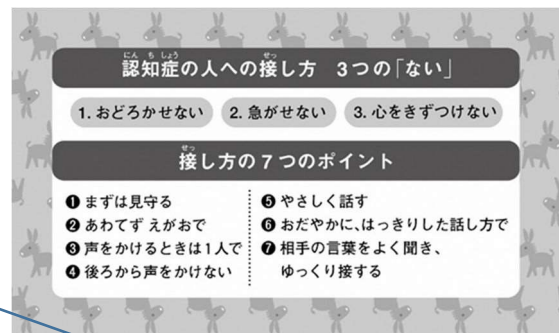 認知症の人への接し方 3つの「ない」
1. おどろかせない 2. 急がせない 3. 心をきずつけない
接し方の7つのポイント
❶ まずは見守る
❷ あわてず えがおで
❸ 声をかけるときは1人で
❹ 後ろから声をかけない
❺ やさしく話す
❻ おだやかに、はっきりした話し方で
❼ 相手の言葉をよく聞き、
ゆっくり接する